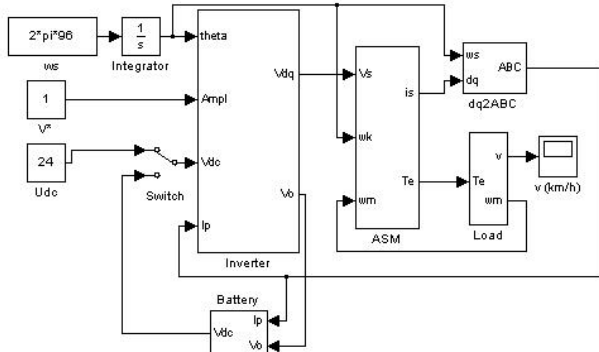 2*pi*96
ws
1
s
Integrator
1
V*
24
Udc
Switch
theta
Ampl
Vdc
Ip
Vdq
Vo
Inverter
Vs
wk
wm
is
Te
ASM
ws
dq
ABC
dq2ABC
Te
v
wm
Load
v (km/h)
Battery
Vdc
Ip
Vo